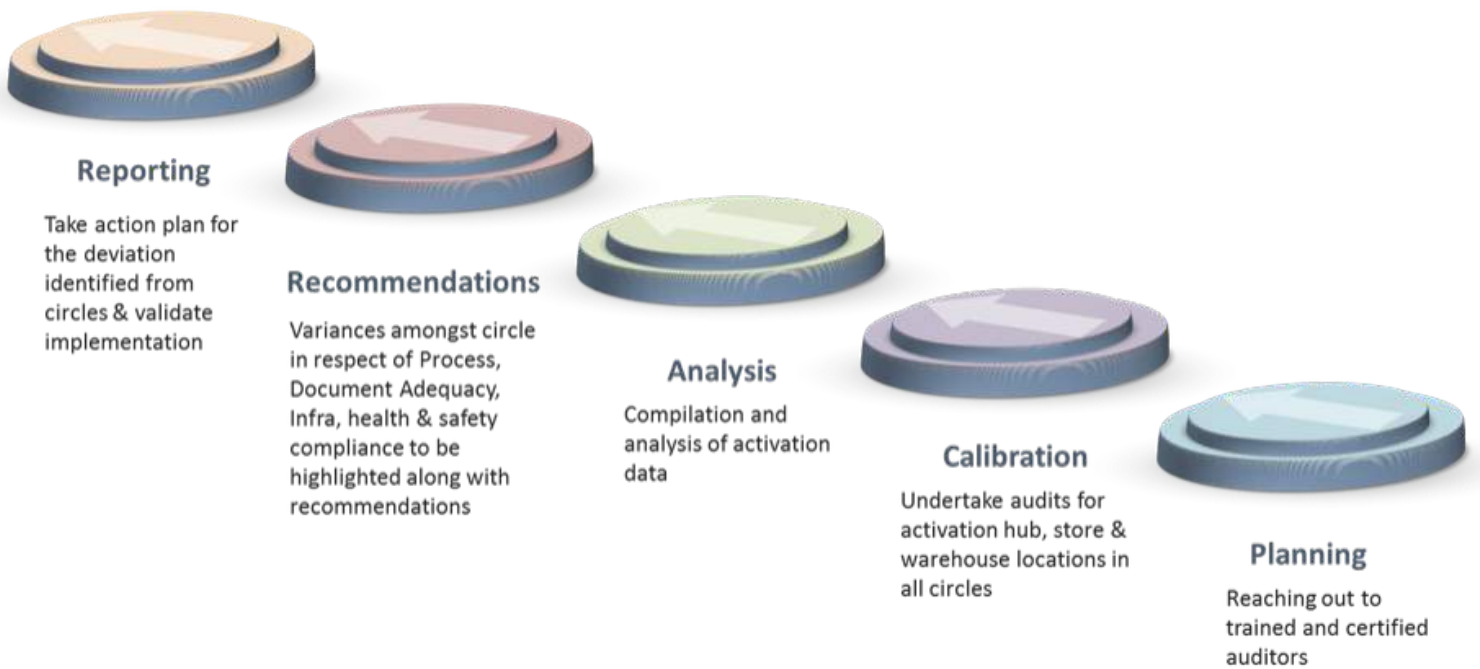 Reporting
Take action plan for
the deviation
identified from
circles & validate
implementation
Recommendations
Variances amongst circle
in respect of Process,
Document Adequacy,
Infra, health & safety
compliance to be
highlighted along with
recommendations
Analysis
Compilation and
analysis of activation
data
Calibration
Undertake audits for
activation hub, store &
warehouse locations in
all circles
Planning
Reaching out to
trained and certified
auditors